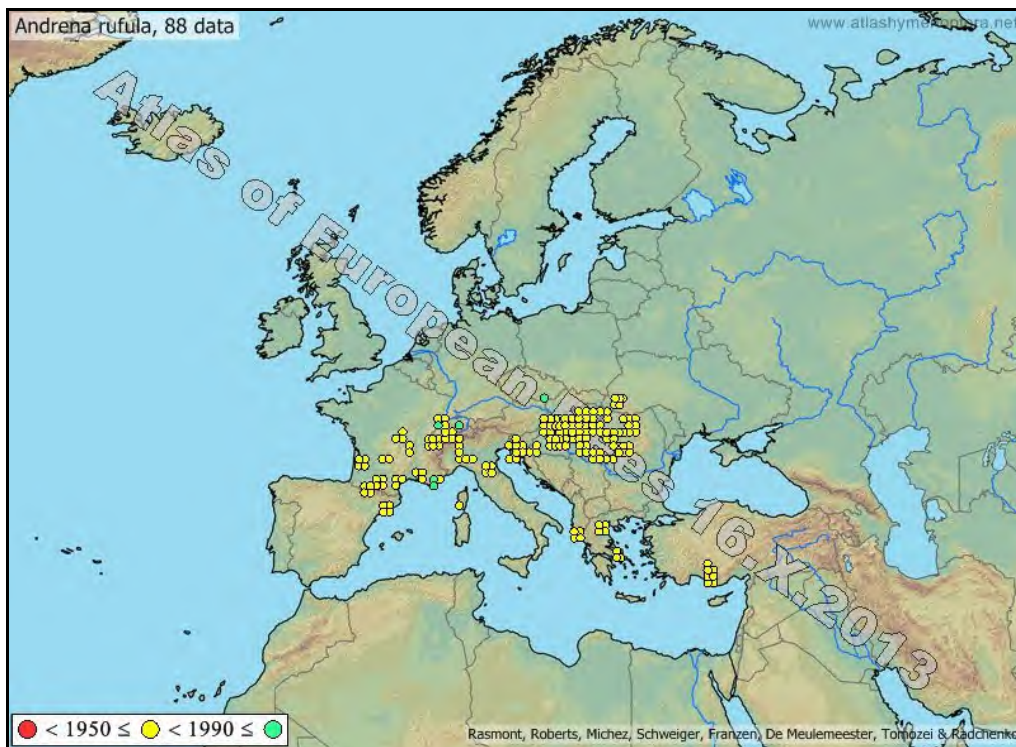 Andrena rufula, 88 data
www.atlashymenoptera.net
Atlas of European Bees 16.X.2013
< 1950 ≤ < 1990 ≤
Rasmont, Roberts, Michez, Schweiger, Franzen, De Meulemeester, Tomozei & Radchenko